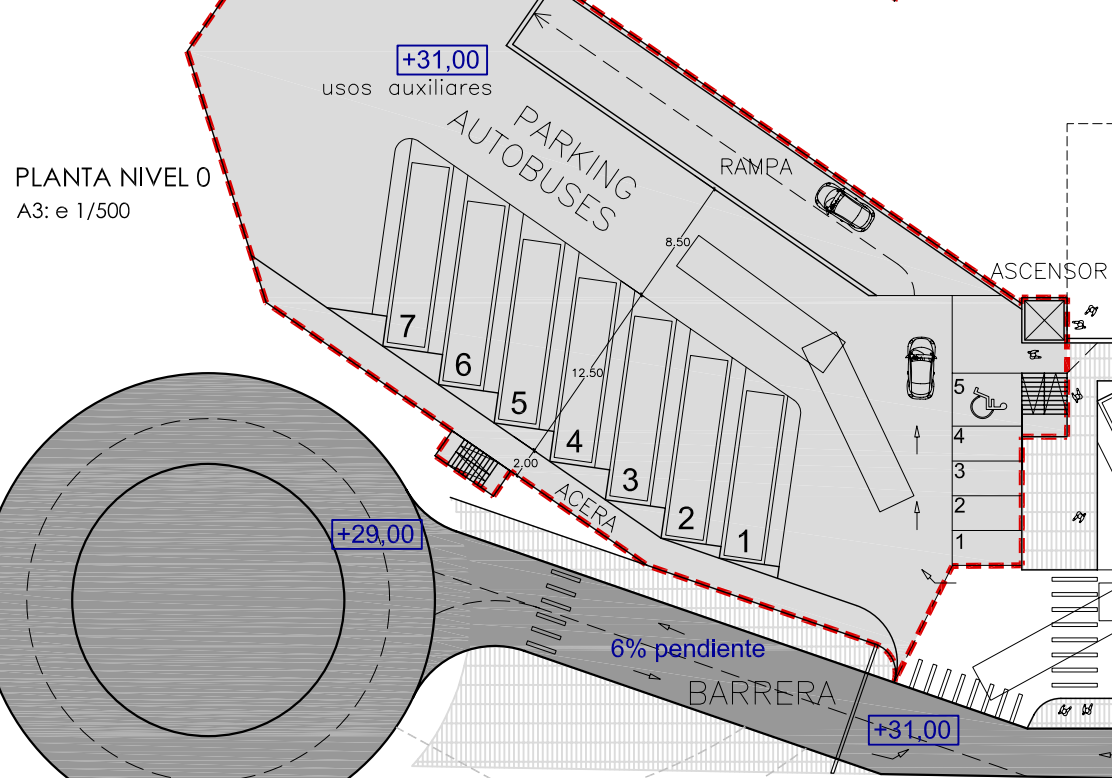 +31,00
usos auxiliares
PARKING
AUTOBUSES
PLANTA NIVEL 0
A3: e 1/500
RAMPA
8.50
ASCENSOR
7
6
5
4
3
2
1
12.50
2.00
ACERA
5
4
3
2
1
+29,00
6% pendiente
BARRERA
+31,00